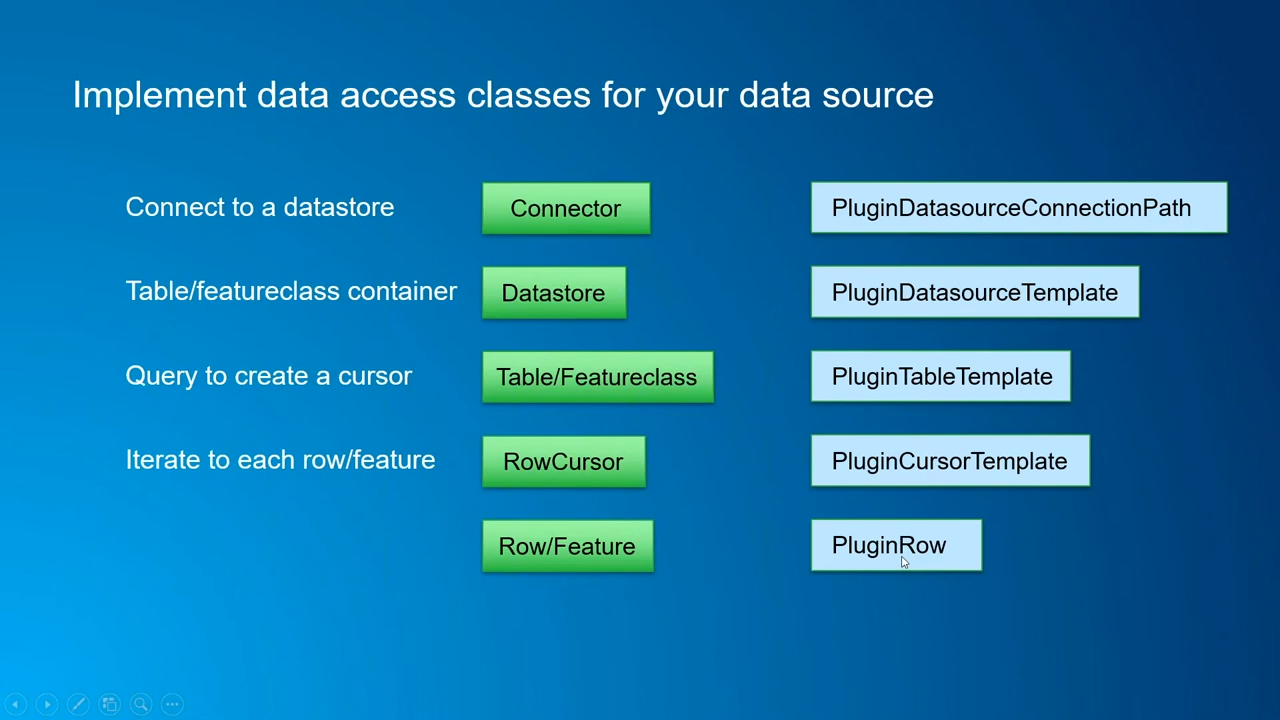 Implement data access classes for your data source
Connect to a datastore
Connector
PluginDatasourceConnectionPath
Table/featureclass container
Datastore
PluginDatasourceTemplate
Query to create a cursor
Table/Featureclass
PluginTableTemplate
Iterate to each row/feature
RowCursor
PluginCursorTemplate
Row/Feature
PluginRow